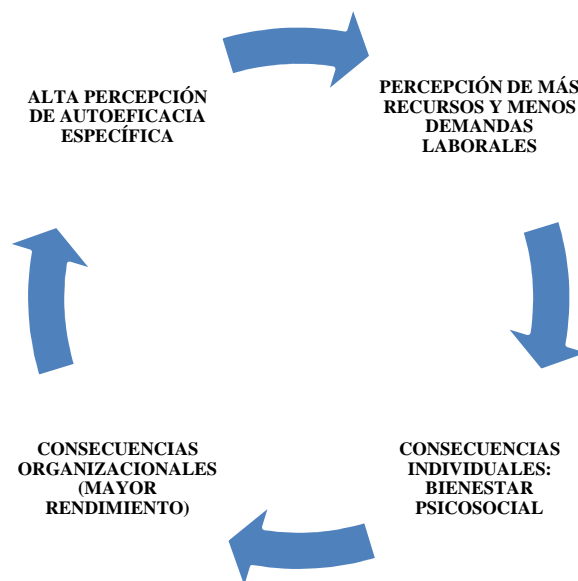 ALTA PERCEPCIÓN
DE AUTOEFICACIA
ESPECÍFICA
PERCEPCIÓN DE MÁS
RECURSOS Y MENOS
DEMANDAS
LABORALES
CONSECUENCIAS
ORGANIZACIONALES
(MAYOR
RENDIMIENTO)
CONSECUENCIAS
INDIVIDUALES:
BIENESTAR
PSICOSOCIAL